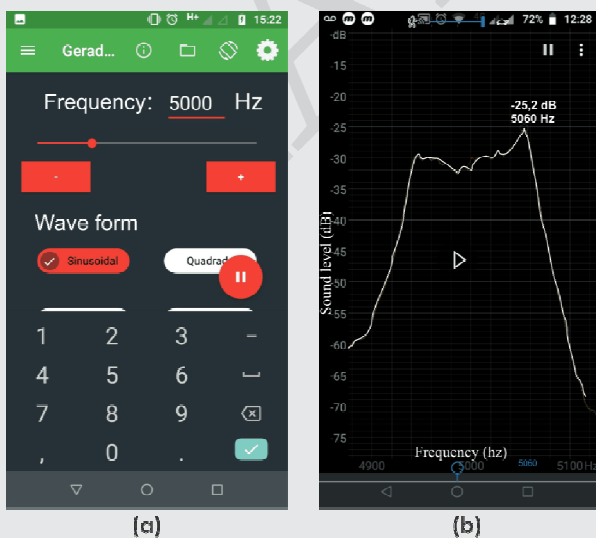 H+ 15:22
Gerad...
Frequency: 5000 Hz
-
+
Wave form
Sinusoidal
Quadrad
1 2 3 –
4 5 6
7 8 9
, 0 .
(a)
72% 12:28
-dB
-15
-20
-25,2 dB
5060 Hz
-25
-30
-35
-40
-45
-50
-55
-60
-65
-70
75
Sound level (dB)
Frequency (hz)
4900 5000 5060 5100Hz
(b)